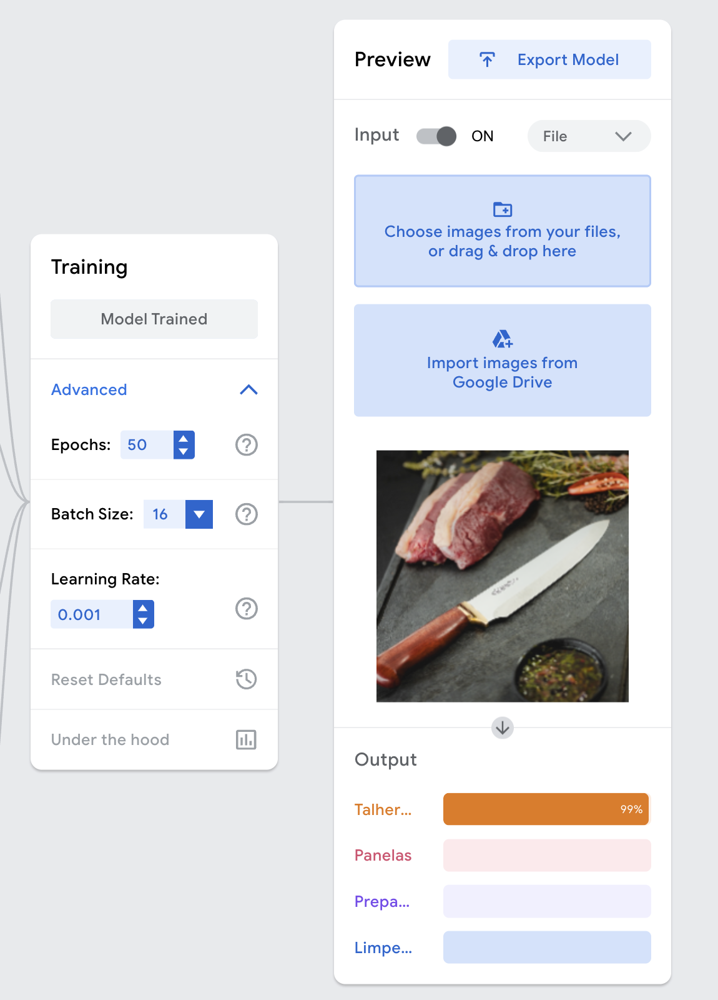 Training
Model Trained
Advanced
Epochs: 50
Batch Size: 16
Learning Rate:
0.001
Reset Defaults
Under the hood
Preview
Export Model
Input
ON
File
Choose images from your files,
or drag & drop here
Import images from
Google Drive
Output
Talher...
99%
Panelas
Prepa...
Limpe...